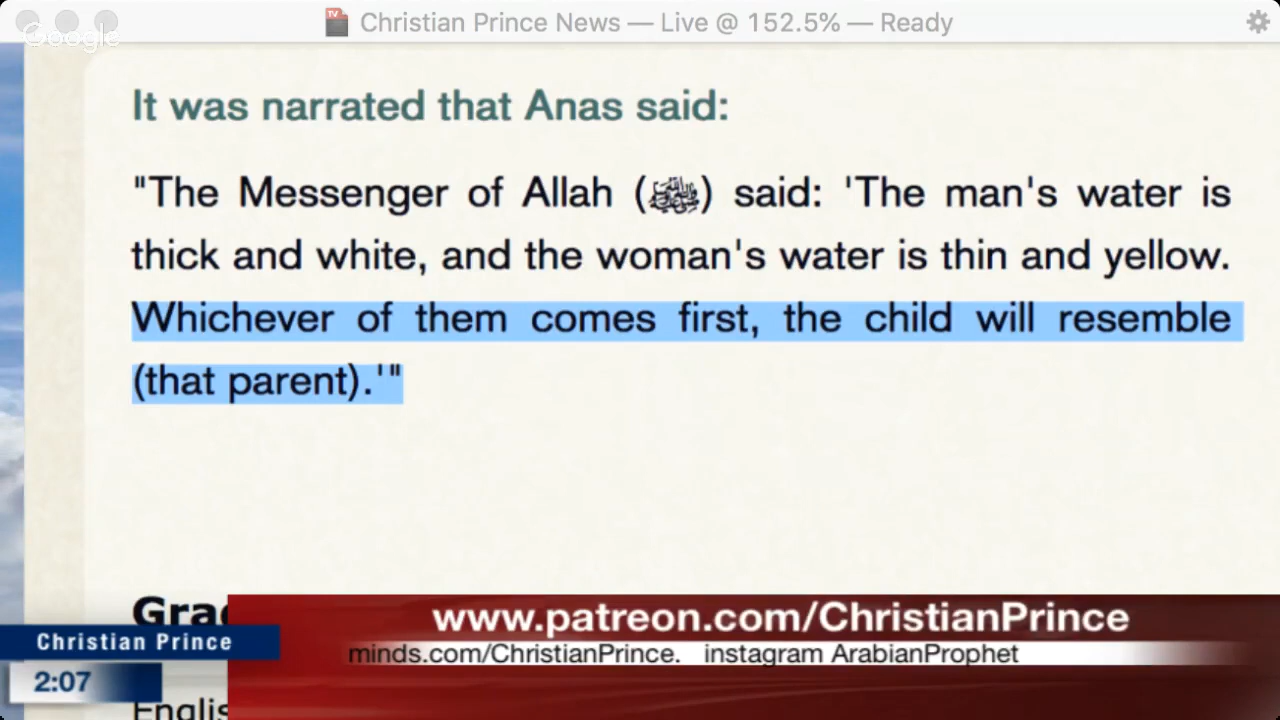 Christian Prince News — Live @ 152.5% — Ready
Google
It was narrated that Anas said:
"The Messenger of Allah (ﷺ) said: 'The man's water is
thick and white, and the woman's water is thin and yellow.
Whichever of them comes first, the child will resemble
(that parent).'"
www.patreon.com/ChristianPrince
Christian Prince
minds.com/ChristianPrince. instagram ArabianProphet
2:07